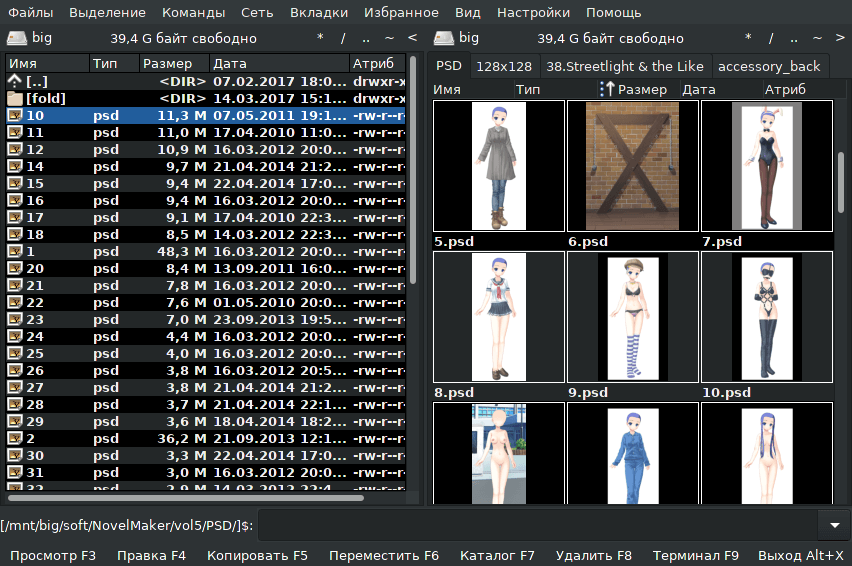 Файлы Выделение Команды Сеть Вкладки Избранное Вид Настройки Помощь
big 39,4 G байт свободно * / .. ~ <
big 39,4 G байт свободно * / .. ~ >
Имя Тип Размер Дата Атриб
[..] <DIR> 07.02.2017 18:0... drwxr-x
[fold] <DIR> 14.03.2017 15:1... drwxr-x
10 psd 11,3 M 07.05.2011 19:1... -rw-r--r-
11 psd 11,0 M 17.04.2010 11:0... -rw-r--r-
12 psd 10,9 M 16.03.2012 20:0... -rw-r--r-
14 psd 9,7 M 21.04.2014 21:2... -rw-r--r-
15 psd 9,4 M 22.04.2014 17:0... -rw-r--r-
16 psd 9,4 M 16.03.2012 20:0... -rw-r--r-
17 psd 9,1 M 17.04.2010 22:3... -rw-r--r-
18 psd 8,5 M 14.03.2012 22:3... -rw-r--r-
1 psd 48,3 M 16.03.2012 20:0... -rw-r--r-
20 psd 8,4 M 13.09.2011 16:0... -rw-r--r-
21 psd 7,8 M 16.03.2012 20:0... -rw-r--r-
22 psd 7,6 M 01.05.2010 20:0... -rw-r--r-
23 psd 7,0 M 23.09.2013 19:5... -rw-r--r-
24 psd 4,4 M 16.03.2012 20:0... -rw-r--r-
25 psd 4,0 M 16.03.2012 20:0... -rw-r--r-
26 psd 3,8 M 16.03.2012 20:5... -rw-r--r-
27 psd 3,8 M 21.04.2014 21:2... -rw-r--r-
28 psd 3,7 M 21.04.2014 22:1... -rw-r--r-
29 psd 3,6 M 18.04.2014 18:2... -rw-r--r-
2 psd 36,2 M 21.09.2013 12:1... -rw-r--r-
30 psd 3,3 M 22.04.2014 17:0... -rw-r--r-
31 psd 3,0 M 16.03.2012 20:0... -rw-r--r-
32 psd 2,9 M 14.03.2012 22:4... -rw-r--r-
PSD 128x128 38.Streetlight & the Like accessory_back
Имя Тип Размер Дата Атриб
5.psd 6.psd 7.psd
8.psd 9.psd 10.psd
[/mnt/big/soft/NovelMaker/vol5/PSD/]$:
Просмотр F3 Правка F4 Копировать F5 Переместить F6 Каталог F7 Удалить F8 Терминал F9 Выход Alt+X